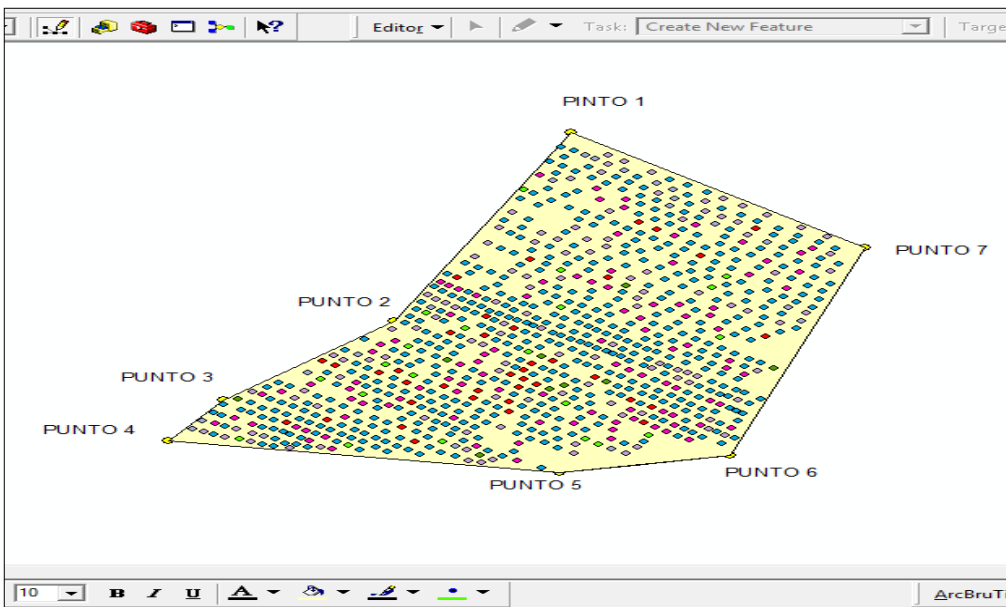 Editor Task: Create New Feature Targe
PINTO 1
PUNTO 7
PUNTO 2
PUNTO 3
PUNTO 4
PUNTO 6
PUNTO 5
10 B I U A ArcBruT